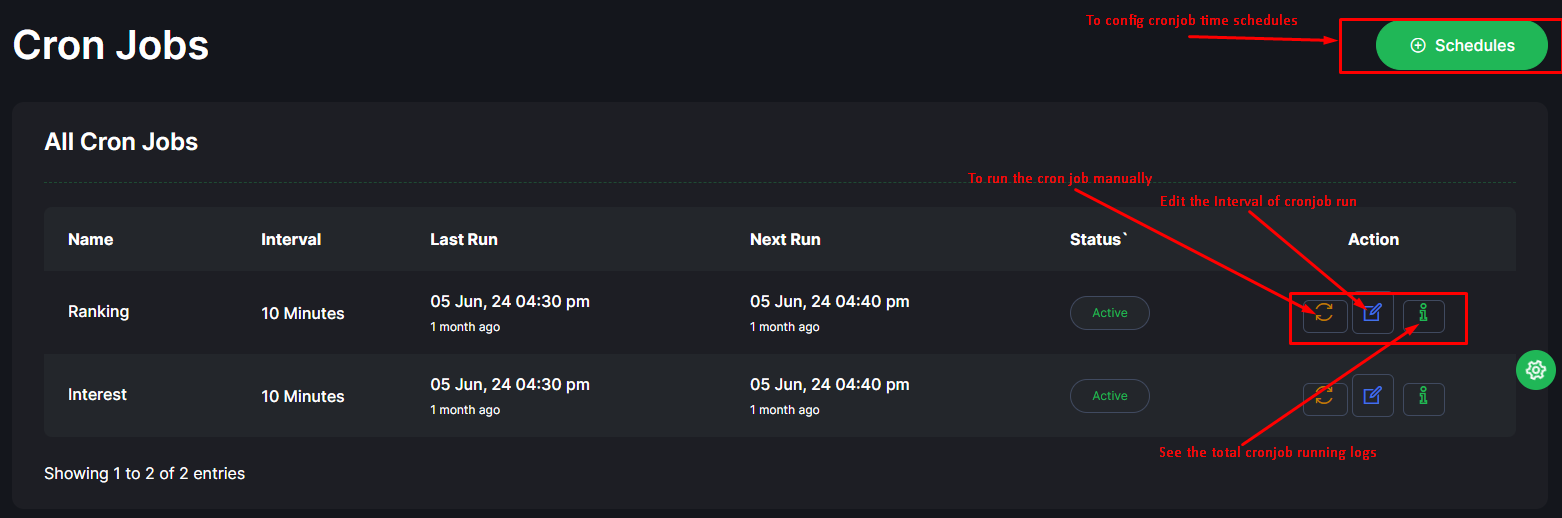 To config cronjob time schedules
Cron Jobs
Schedules
All Cron Jobs
To run the cron job manually
Edit the Interval of cronjob run
Name Interval Last Run Next Run Status` Action
Ranking 10 Minutes 05 Jun, 24 04:30 pm 05 Jun, 24 04:40 pm Active
1 month ago 1 month ago
Interest 10 Minutes 05 Jun, 24 04:30 pm 05 Jun, 24 04:40 pm Active
1 month ago 1 month ago
See the total cronjob running logs
Showing 1 to 2 of 2 entries